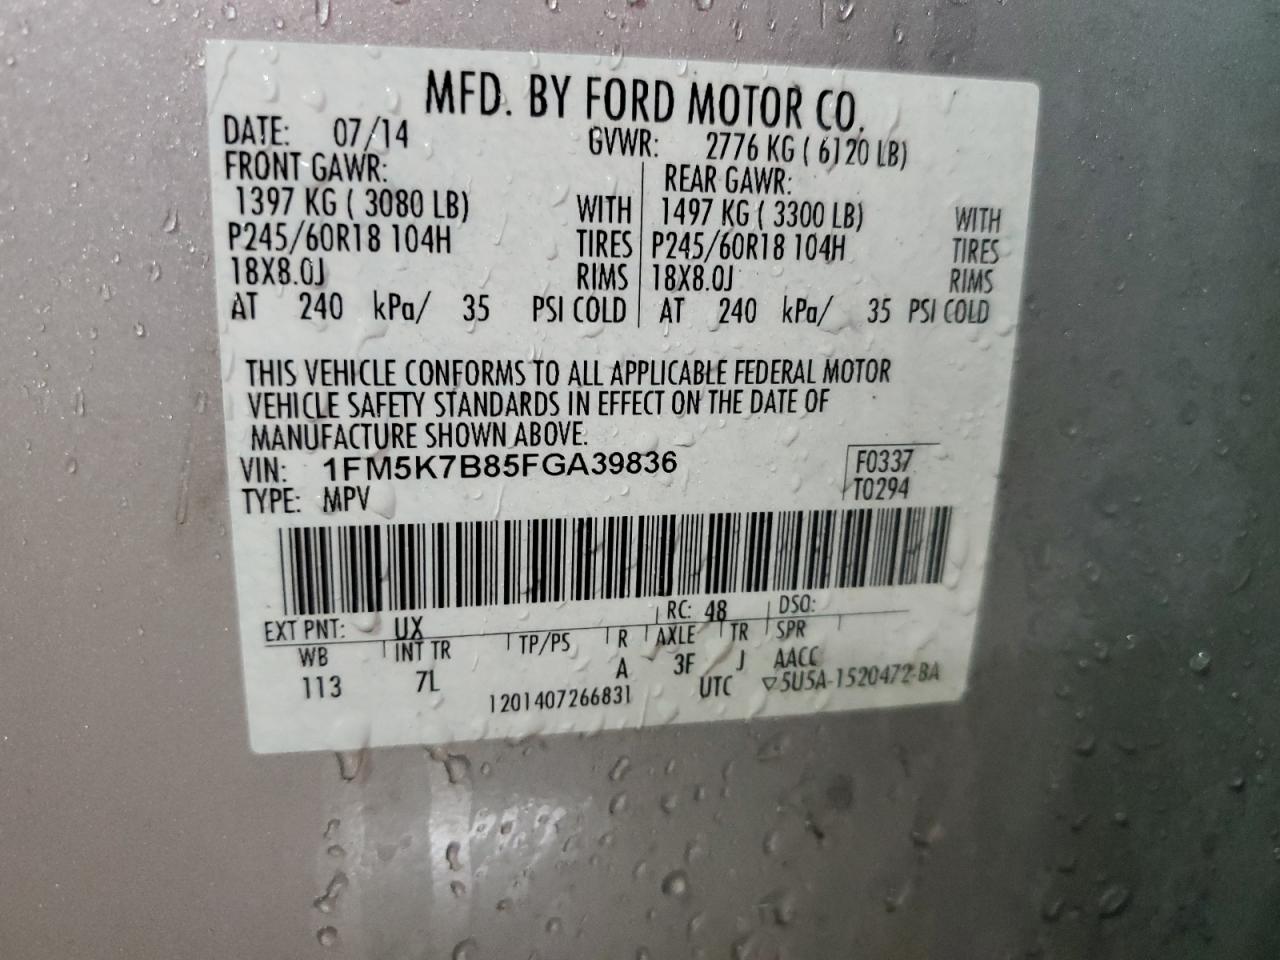 MFD. BY FORD MOTOR CO.
DATE: 07/14 GVWR: 2776 KG ( 6120 LB)
FRONT GAWR: REAR GAWR:
1397 KG ( 3080 LB) WITH 1497 KG ( 3300 LB) WITH
P245/60R18 104H TIRES P245/60R18 104H TIRES
18X8.0J RIMS 18X8.0J RIMS
AT 240 kPa/ 35 PSI COLD AT 240 kPa/ 35 PSI COLD
THIS VEHICLE CONFORMS TO ALL APPLICABLE FEDERAL MOTOR
VEHICLE SAFETY STANDARDS IN EFFECT ON THE DATE OF
MANUFACTURE SHOWN ABOVE.
VIN: 1FM5K7B85FGA39836 F0337
TYPE: MPV T0294
EXT PNT: UX RC: 48 DSO:
WB INT TR TP/PS R AXLE TR SPR
113 7L A 3F J AACC
1201407266831 UTC ▽5U5A-1520472-BA